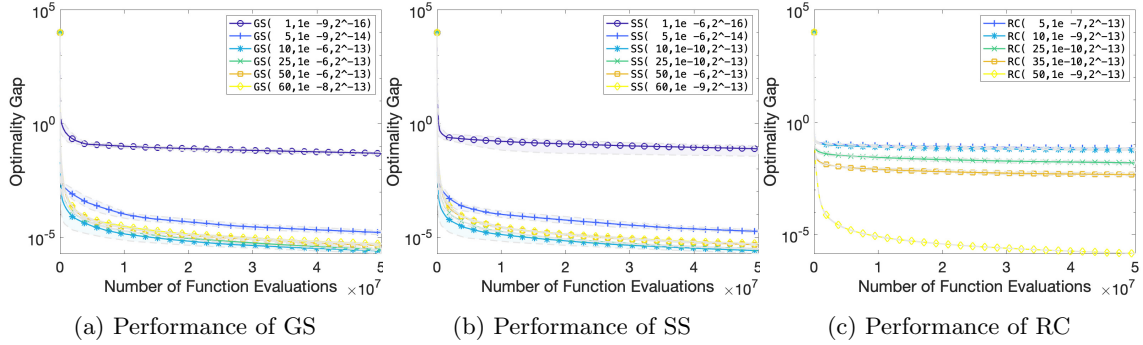 10^5
10^0
10^-5
Optimality Gap
GS( 1,1e -9,2^-16)
GS( 5,1e-9,2^-14)
GS( 10,1e-6,2^-13)
GS( 25,1e-6,2^-13)
GS( 50,1e-6,2^-13)
GS( 60,1e-8,2^-13)
0 1 2 3 4 5
Number of Function Evaluations ×10^7
(a) Performance of GS
10^5
10^0
10^-5
Optimality Gap
SS( 1,1e -6,2^-16)
SS( 5,1e -6,2^-14)
SS( 10,1e-10,2^-13)
SS( 25,1e-10,2^-13)
SS( 50,1e -6,2^-13)
SS( 60,1e -9,2^-13)
0 1 2 3 4 5
Number of Function Evaluations ×10^7
(b) Performance of SS
10^5
10^0
10^-5
Optimality Gap
RC( 5,1e -7,2^-13)
RC( 10,1e -9,2^-13)
RC( 25,1e-10,2^-13)
RC( 35,1e-10,2^-13)
RC( 50,1e -9,2^-13)
0 1 2 3 4 5
Number of Function Evaluations ×10^7
(c) Performance of RC